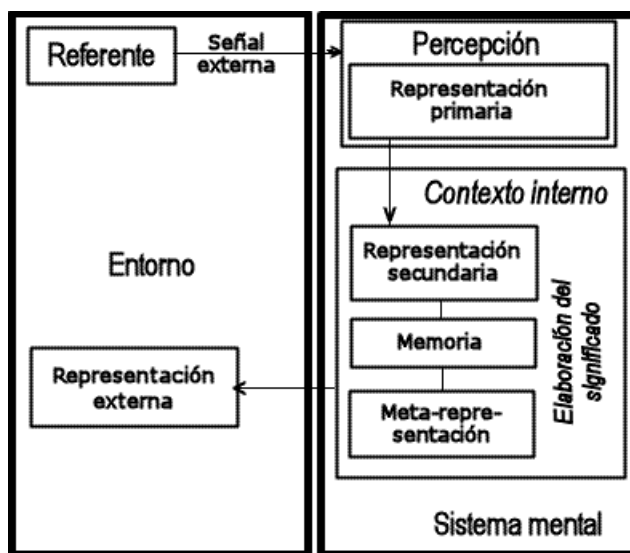 Referente
Señal
externa
Percepción
Representación
primaria
Contexto interno
Representación
secundaria
Entorno
Memoria
Elaboración del
significado
Representación
externa
Meta-repre-
sentación
Sistema mental